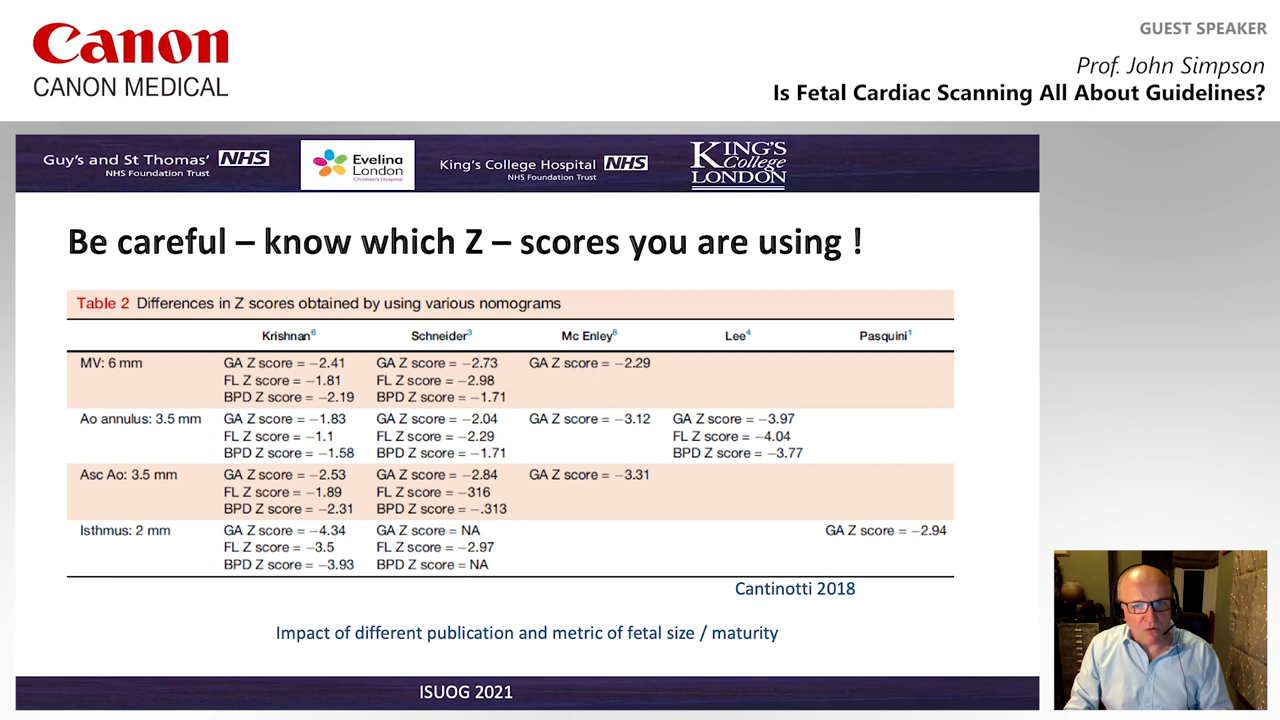 Canon
CANON MEDICAL
GUEST SPEAKER
Prof. John Simpson
Is Fetal Cardiac Scanning All About Guidelines?
Guy's and St Thomas' NHS
NHS Foundation Trust
Evelina
London
Children's Hospital
King's College Hospital NHS
NHS Foundation Trust
KING'S
College
LONDON
Be careful – know which Z – scores you are using !
Table 2 Differences in Z scores obtained by using various nomograms
Krishnan6 Schneider3 Mc Enley8 Lee4 Pasquini1
MV: 6 mm GA Z score = −2.41 GA Z score = −2.73 GA Z score = −2.29
FL Z score = −1.81 FL Z score = −2.98
BPD Z score = −2.19 BPD Z score = −1.71
Ao annulus: 3.5 mm GA Z score = −1.83 GA Z score = −2.04 GA Z score = −3.12 GA Z score = −3.97
FL Z score = −1.1 FL Z score = −2.29 FL Z score = −4.04
BPD Z score = −1.58 BPD Z score = −1.71 BPD Z score = −3.77
Asc Ao: 3.5 mm GA Z score = −2.53 GA Z score = −2.84 GA Z score = −3.31
FL Z score = −1.89 FL Z score = −316
BPD Z score = −2.31 BPD Z score = −.313
Isthmus: 2 mm GA Z score = −4.34 GA Z score = NA GA Z score = −2.94
FL Z score = −3.5 FL Z score = −2.97
BPD Z score = −3.93 BPD Z score = NA
Cantinotti 2018
Impact of different publication and metric of fetal size / maturity
ISUOG 2021